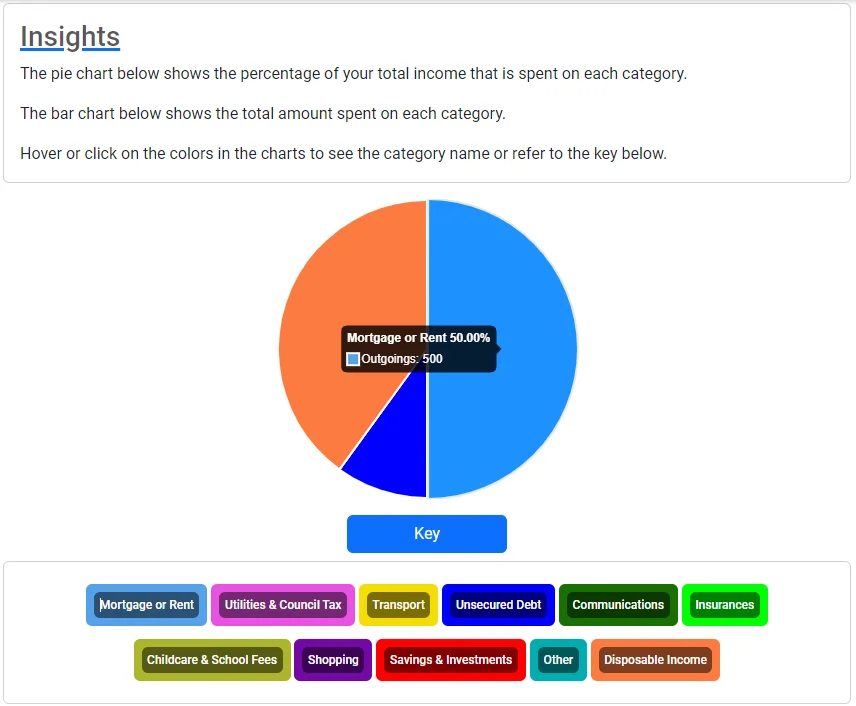 Insights
The pie chart below shows the percentage of your total income that is spent on each category.
The bar chart below shows the total amount spent on each category.
Hover or click on the colors in the charts to see the category name or refer to the key below.
Mortgage or Rent 50.00%
Outgoings: 500
Key
Mortgage or Rent Utilities & Council Tax Transport Unsecured Debt Communications Insurances
Childcare & School Fees Shopping Savings & Investments Other Disposable Income